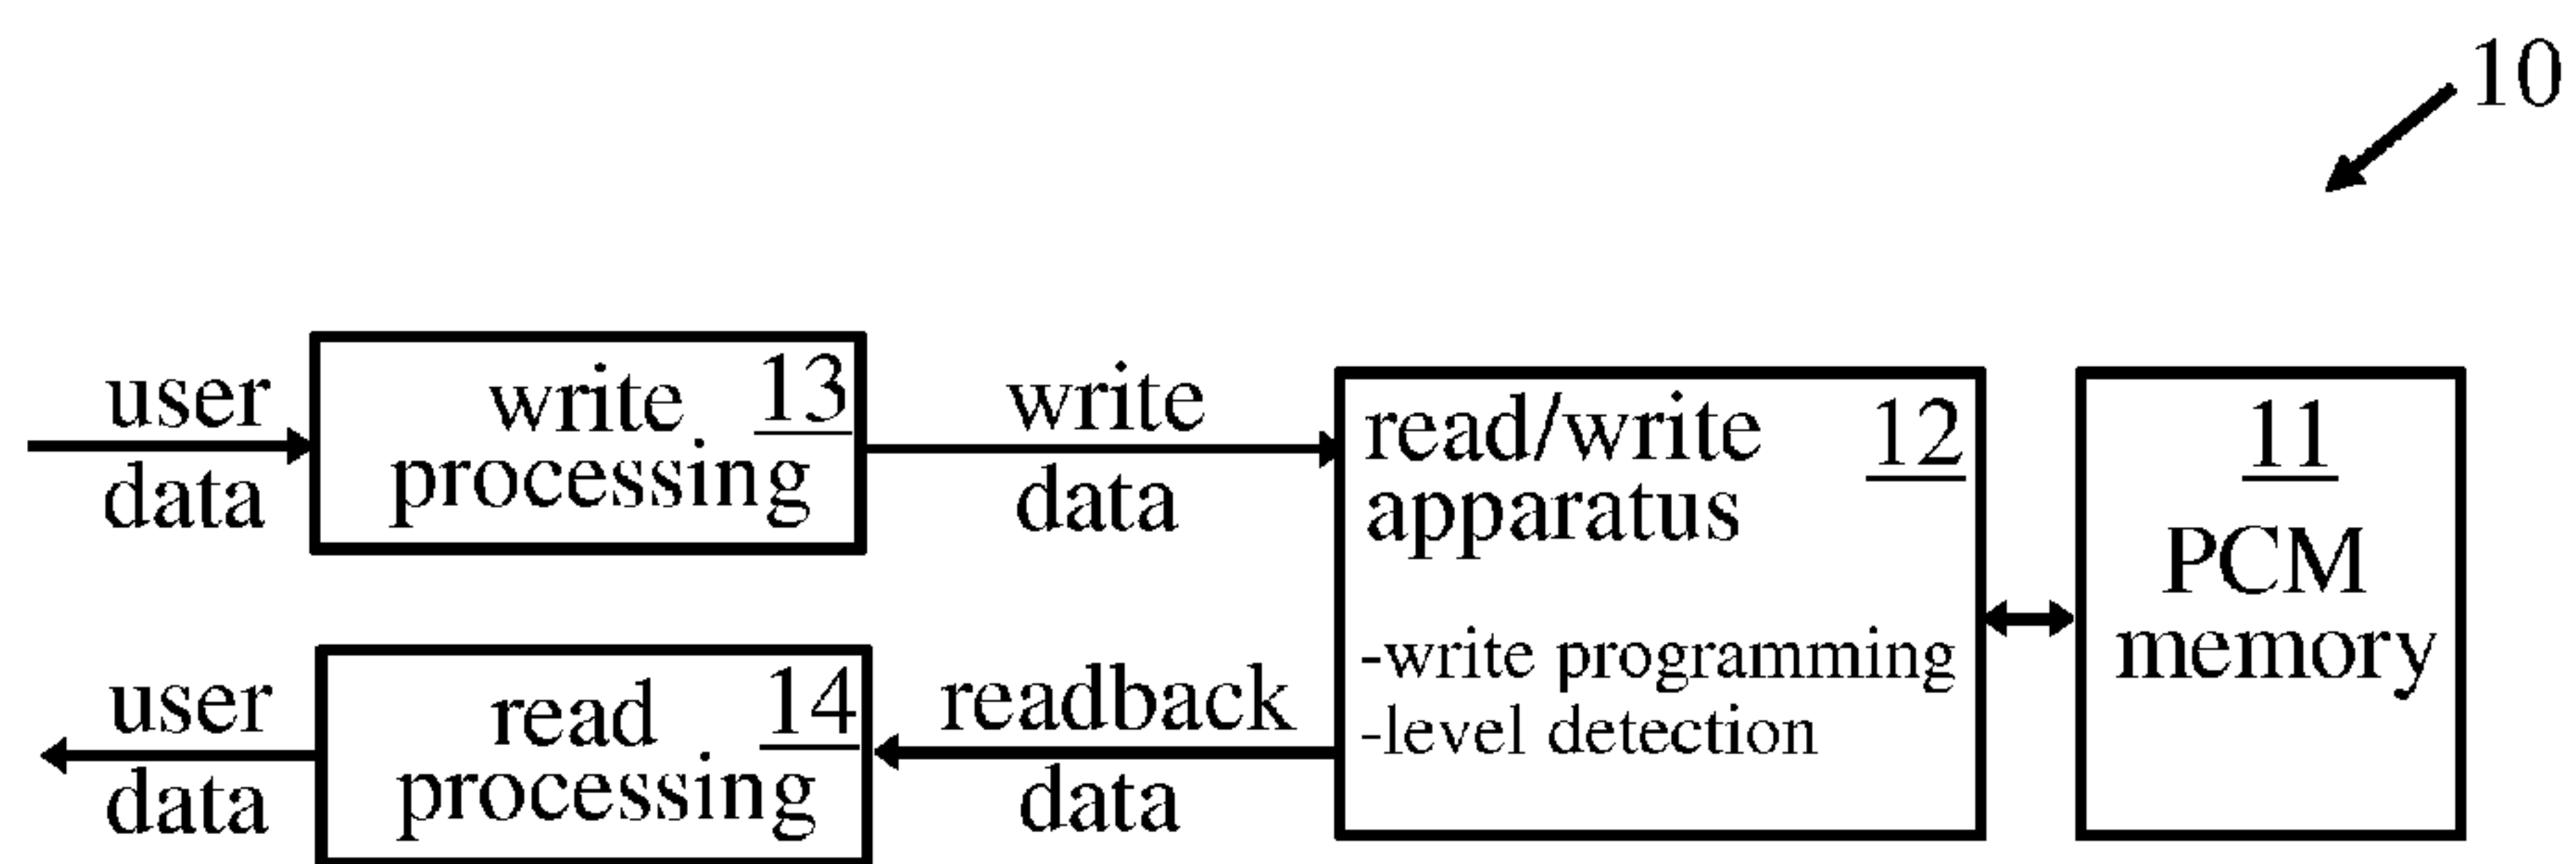 10
user
data
write 13
processing
write
data
read/write 12
apparatus
-write programming
-level detection
11
PCM
memory
user
data
read 14
processing
readback
data